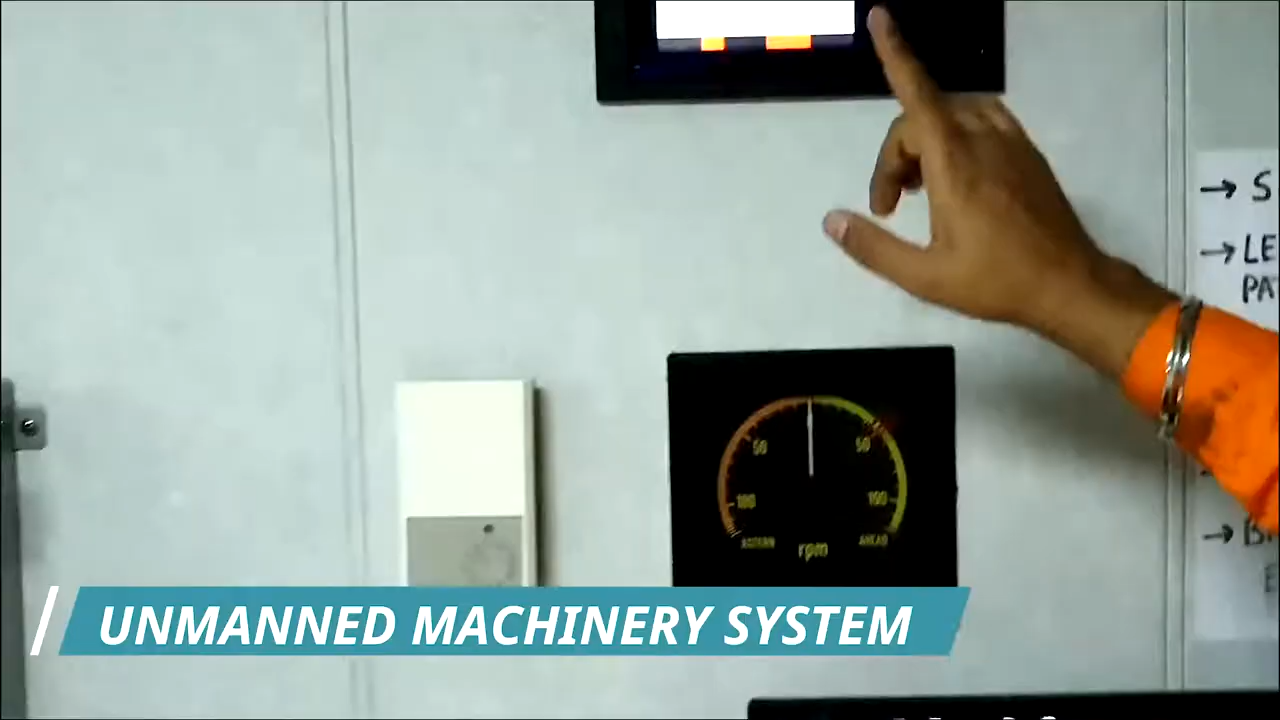 → S
→ LE
PA
50 50
100 100
ASTERN rpm AHEAD
→ B
UNMANNED MACHINERY SYSTEM